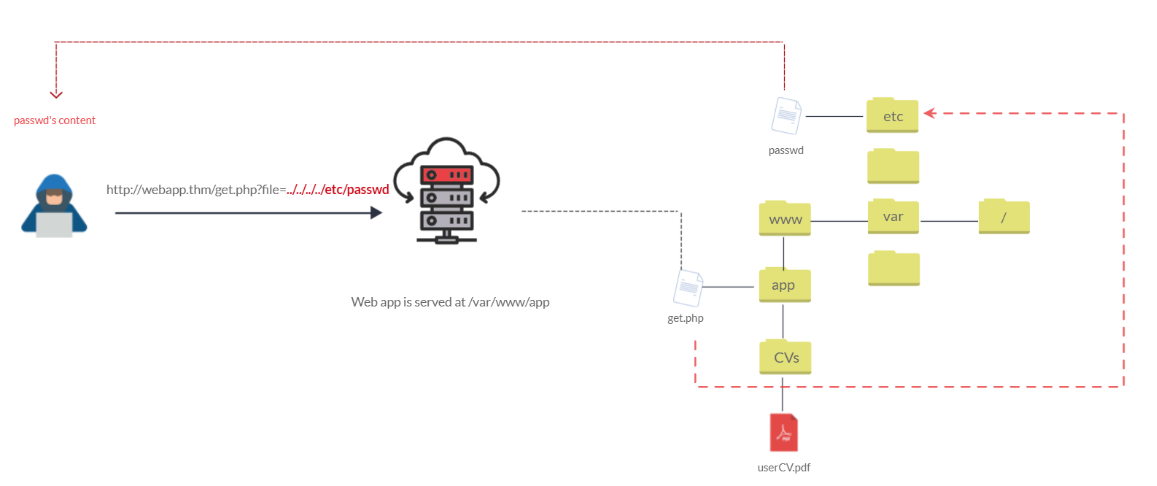 passwd's content
http://webapp.thm/get.php?file=../../../../etc/passwd
Web app is served at /var/www/app
passwd
etc
www
var
/
get.php
app
CVs
userCV.pdf